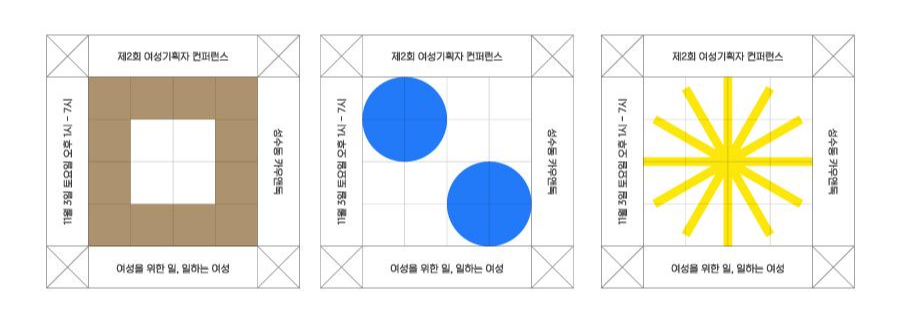 제2회 여성기획자 컨퍼런스
11월 3일 토요일 오후 1시 - 7시
성수동 카우앤독
여성을 위한 일, 일하는 여성
제2회 여성기획자 컨퍼런스
11월 3일 토요일 오후 1시 - 7시
성수동 카우앤독
여성을 위한 일, 일하는 여성
제2회 여성기획자 컨퍼런스
11월 3일 토요일 오후 1시 - 7시
성수동 카우앤독
여성을 위한 일, 일하는 여성